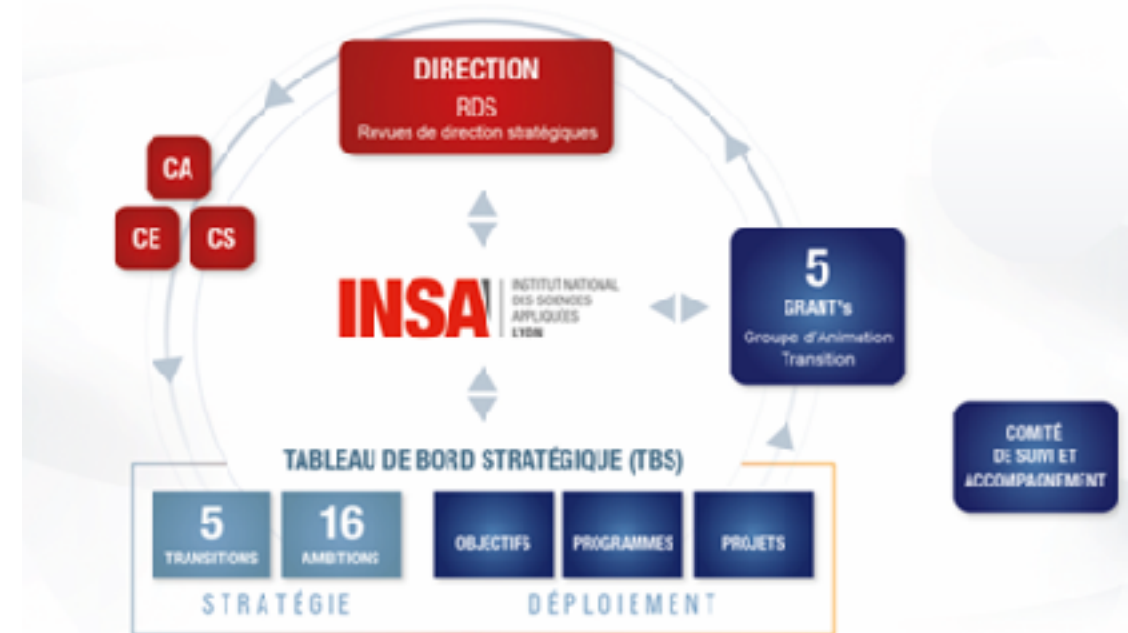 DIRECTION
RDS
Revues de direction stratégiques
CA
CE
CS
INSA
INSTITUT NATIONAL
DES SCIENCES
APPLIQUÉES
LYON
5
GRANT's
Groupe d'Animation
Transition
COMITÉ
DE SUIVI ET
ACCOMPAGNEMENT
TABLEAU DE BORD STRATÉGIQUE (TBS)
5
TRANSITIONS
16
AMBITIONS
OBJECTIFS
PROGRAMMES
PROJETS
STRATÉGIE
DÉPLOIEMENT